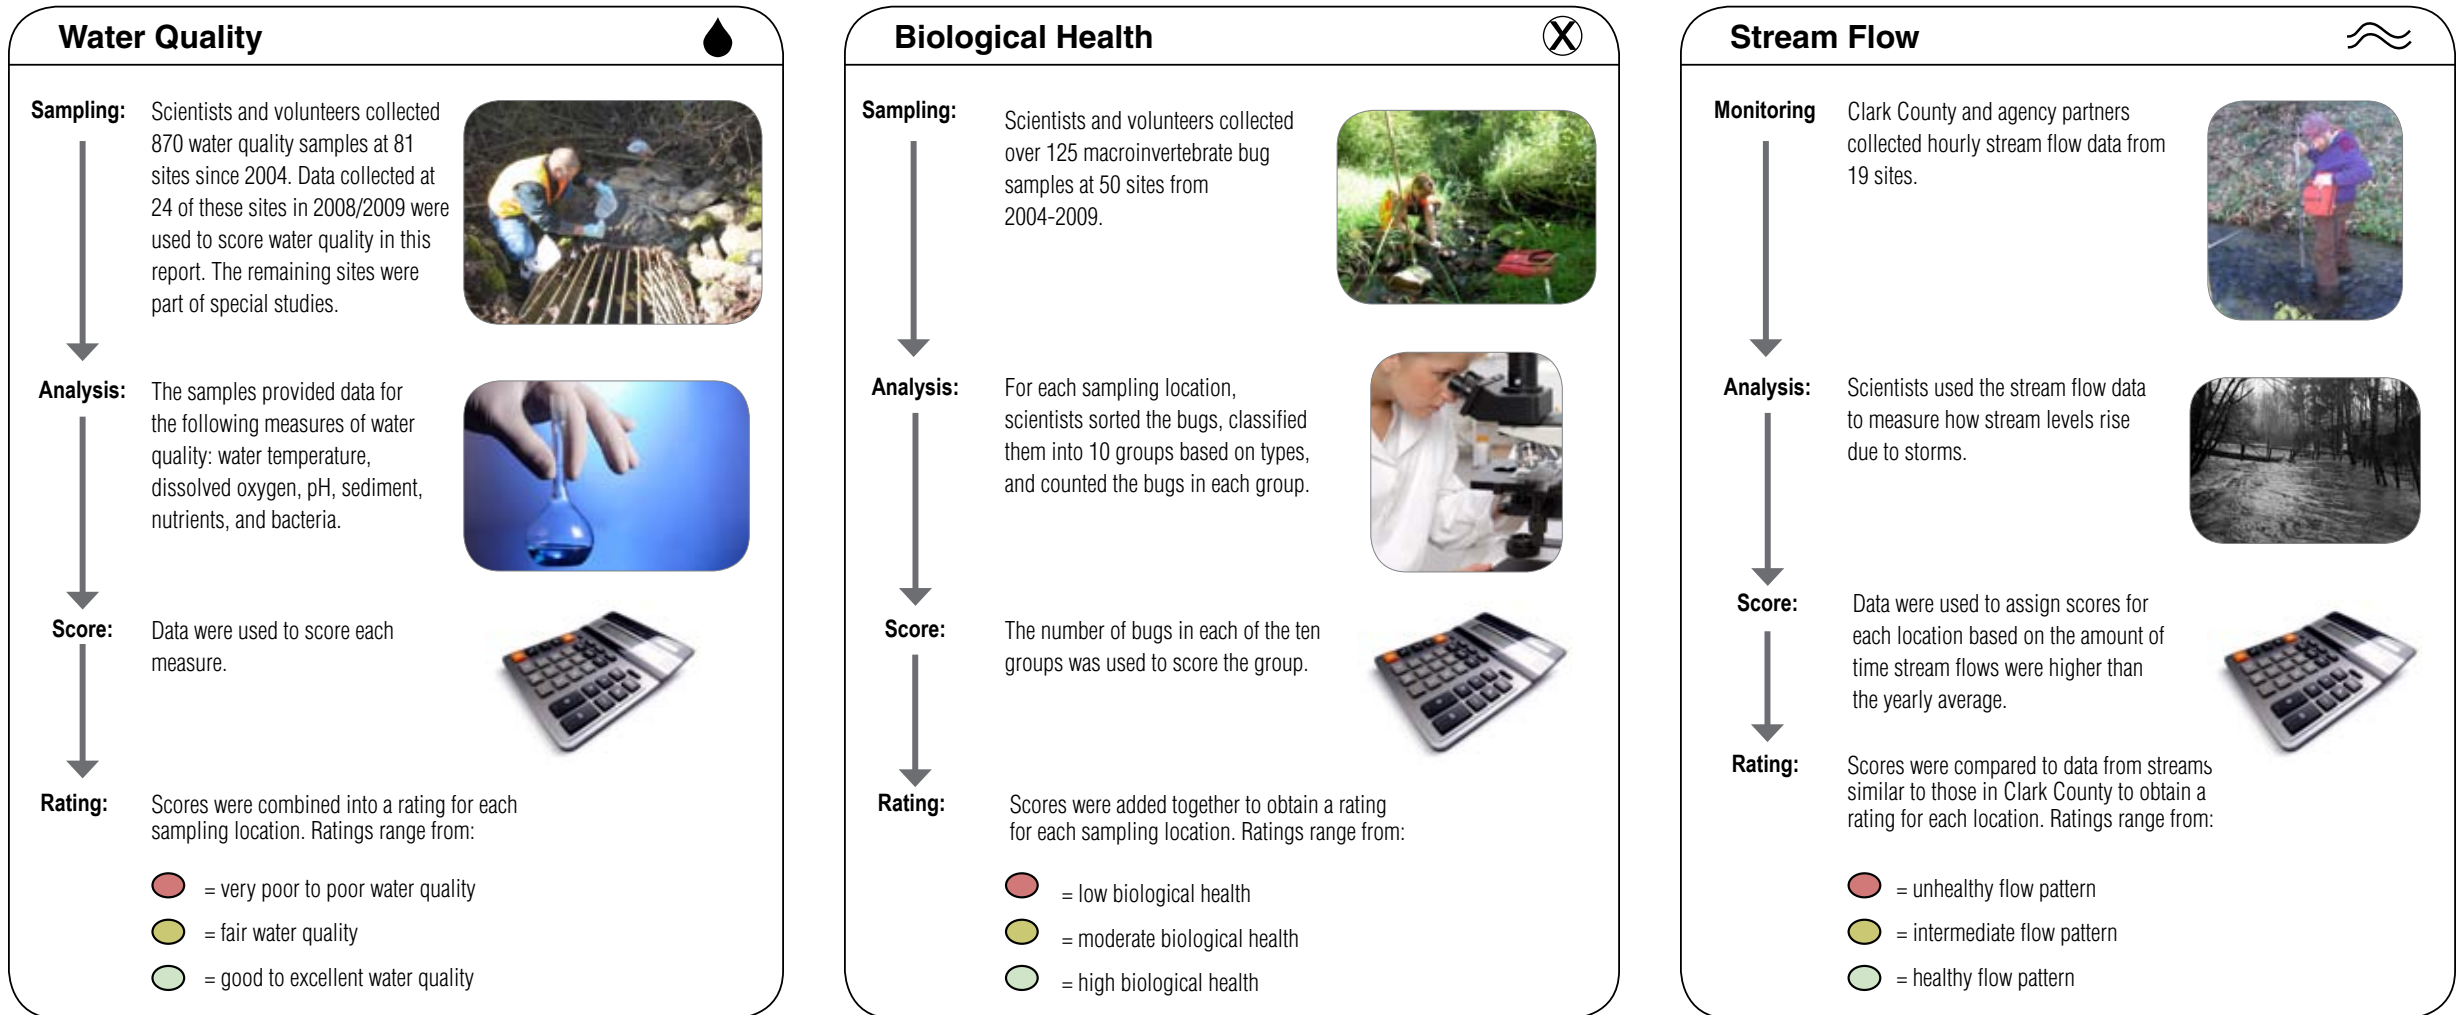 Water Quality
Sampling:
Scientists and volunteers collected
870 water quality samples at 81
sites since 2004. Data collected at
24 of these sites in 2008/2009 were
used to score water quality in this
report. The remaining sites were
part of special studies.
Analysis:
The samples provided data for
the following measures of water
quality: water temperature,
dissolved oxygen, pH, sediment,
nutrients, and bacteria.
Score:
Data were used to score each
measure.
Rating:
Scores were combined into a rating for each
sampling location. Ratings range from:
= very poor to poor water quality
= fair water quality
= good to excellent water quality
Biological Health
X
Sampling:
Scientists and volunteers collected
over 125 macroinvertebrate bug
samples at 50 sites from
2004-2009.
Analysis:
For each sampling location,
scientists sorted the bugs, classified
them into 10 groups based on types,
and counted the bugs in each group.
Score:
The number of bugs in each of the ten
groups was used to score the group.
Rating:
Scores were added together to obtain a rating
for each sampling location. Ratings range from:
= low biological health
= moderate biological health
= high biological health
Stream Flow
Monitoring
Clark County and agency partners
collected hourly stream flow data from
19 sites.
Analysis:
Scientists used the stream flow data
to measure how stream levels rise
due to storms.
Score:
Data were used to assign scores for
each location based on the amount of
time stream flows were higher than
the yearly average.
Rating:
Scores were compared to data from streams
similar to those in Clark County to obtain a
rating for each location. Ratings range from:
= unhealthy flow pattern
= intermediate flow pattern
= healthy flow pattern